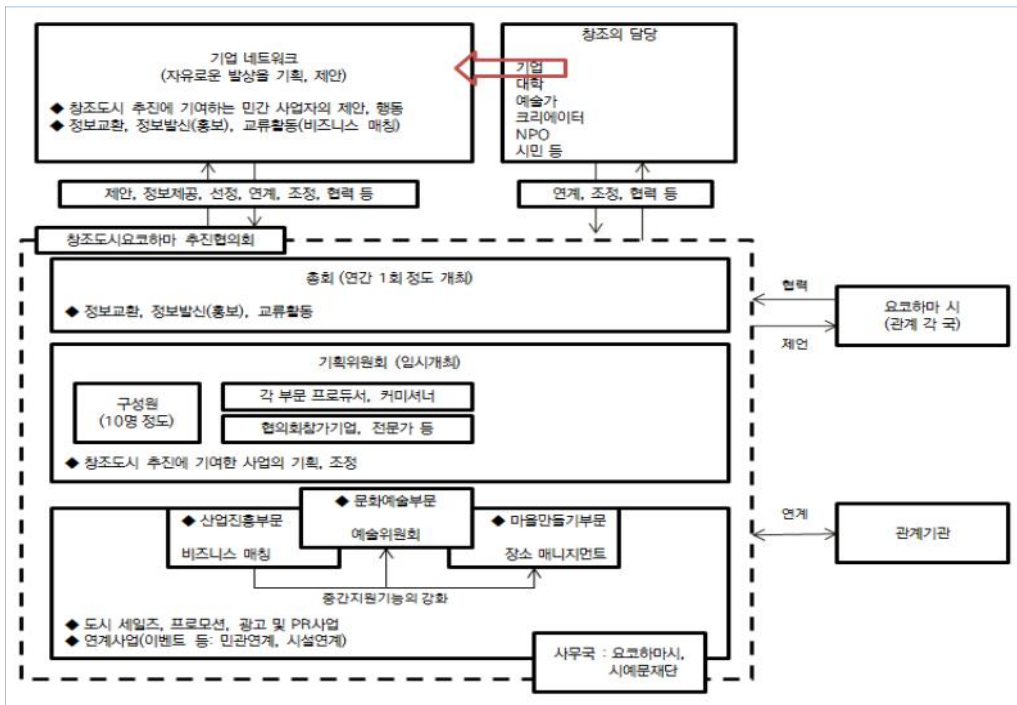 기업 네트워크
(자유로운 발상을 기획, 제안)
◆ 창조도시 추진에 기여하는 민간 사업자의 제안, 행동
◆ 정보교환, 정보발신(홍보), 교류활동(비즈니스 매칭)
창조의 담당
기업
대학
예술가
크리에이터
NPO
시민 등
제안, 정보제공, 선정, 연계, 조정, 협력 등
연계, 조정, 협력 등
창조도시요코하마 추진협의회
총회 (연간 1회 정도 개최)
◆ 정보교환, 정보발신(홍보), 교류활동
협력
요코하마 시
(관계 각 국)
제언
기획위원회 (임시개최)
구성원
(10명 정도)
각 부문 프로듀서, 커미셔너
협의회참가기업, 전문가 등
◆ 창조도시 추진에 기여한 사업의 기획, 조정
◆ 산업진흥부문
비즈니스 매칭
◆ 문화예술부문
예술위원회
◆ 마을만들기부문
장소 매니지먼트
중간지원기능의 강화
연계
관계기관
◆ 도시 세일즈, 프로모션, 광고 및 PR사업
◆ 연계사업(이벤트 등: 민관연계, 시설연계)
사무국 : 요코하마시,
시예문재단